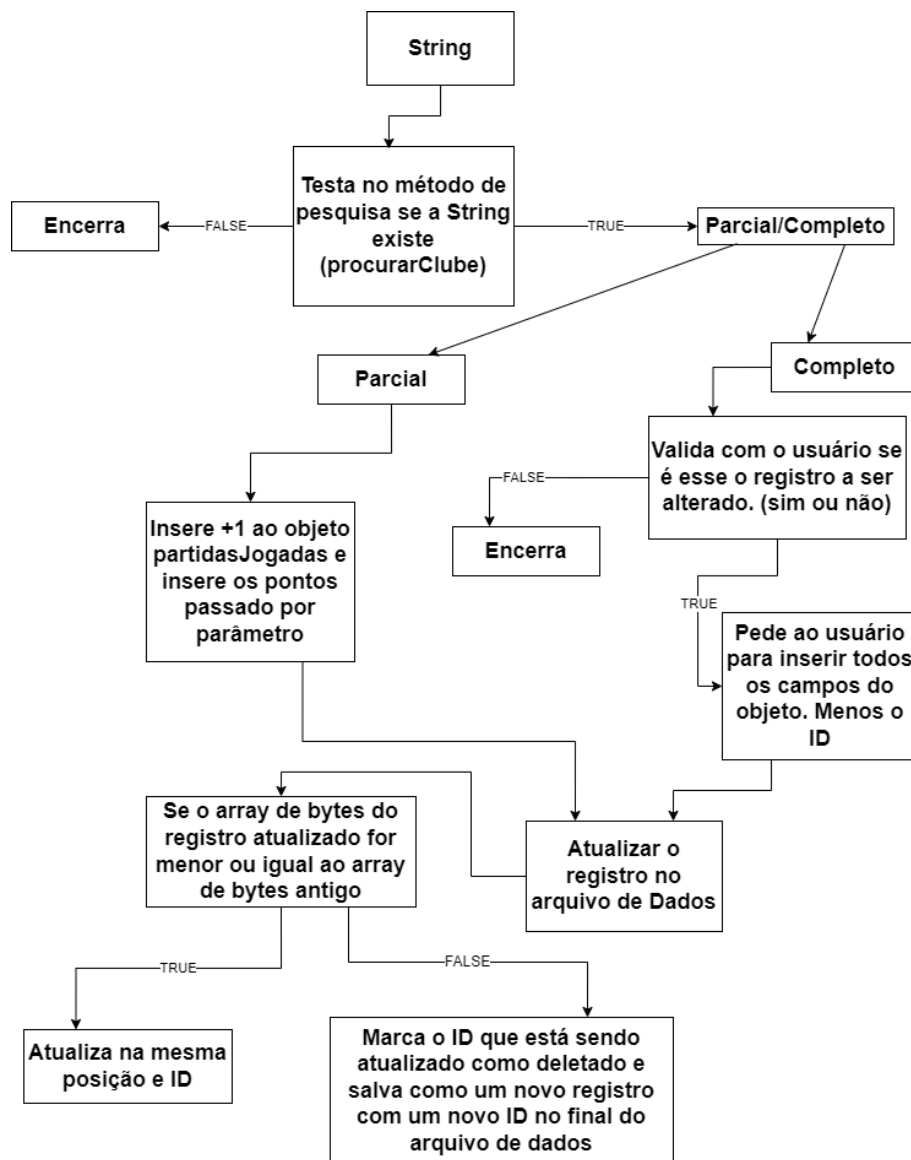 String
Testa no método de
pesquisa se a String
existe
(procurarClube)
Encerra
FALSE
TRUE
Parcial/Completo
Parcial
Completo
Valida com o usuário se
é esse o registro a ser
alterado. (sim ou não)
FALSE
Encerra
Insere +1 ao objeto
partidasJogadas e
insere os pontos
passado por
parâmetro
TRUE
Pede ao usuário
para inserir todos
os campos do
objeto. Menos o
ID
Se o array de bytes do
registro atualizado for
menor ou igual ao array
de bytes antigo
Atualizar o
registro no
arquivo de Dados
TRUE
FALSE
Atualiza na mesma
posição e ID
Marca o ID que está sendo
atualizado como deletado e
salva como um novo registro
com um novo ID no final do
arquivo de dados